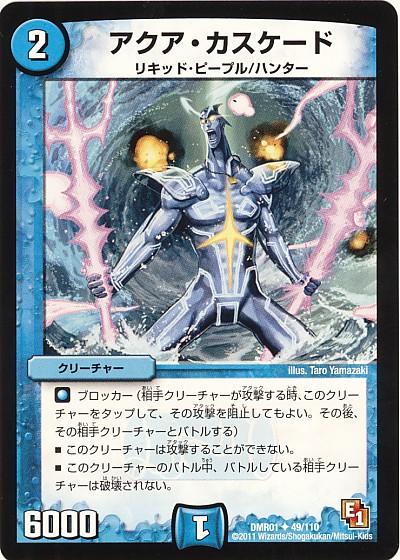 2
アクア・カスケード
リキッド・ピープル/ハンター
クリーチャー
illus. Taro Yamazaki
ブロッカー（相手クリーチャーが攻撃する時、このクリー
チャーをタップして、その攻撃を阻止してもよい。その後、
その相手クリーチャーとバトルする）
■ このクリーチャーは攻撃することができない。
■ このクリーチャーのバトル中、バトルしている相手クリー
チャーは破壊されない。
6000
1
DMR01 ♦ 49/110
©2011 Wizards/Shogakukan/Mitsui-Kids
E1